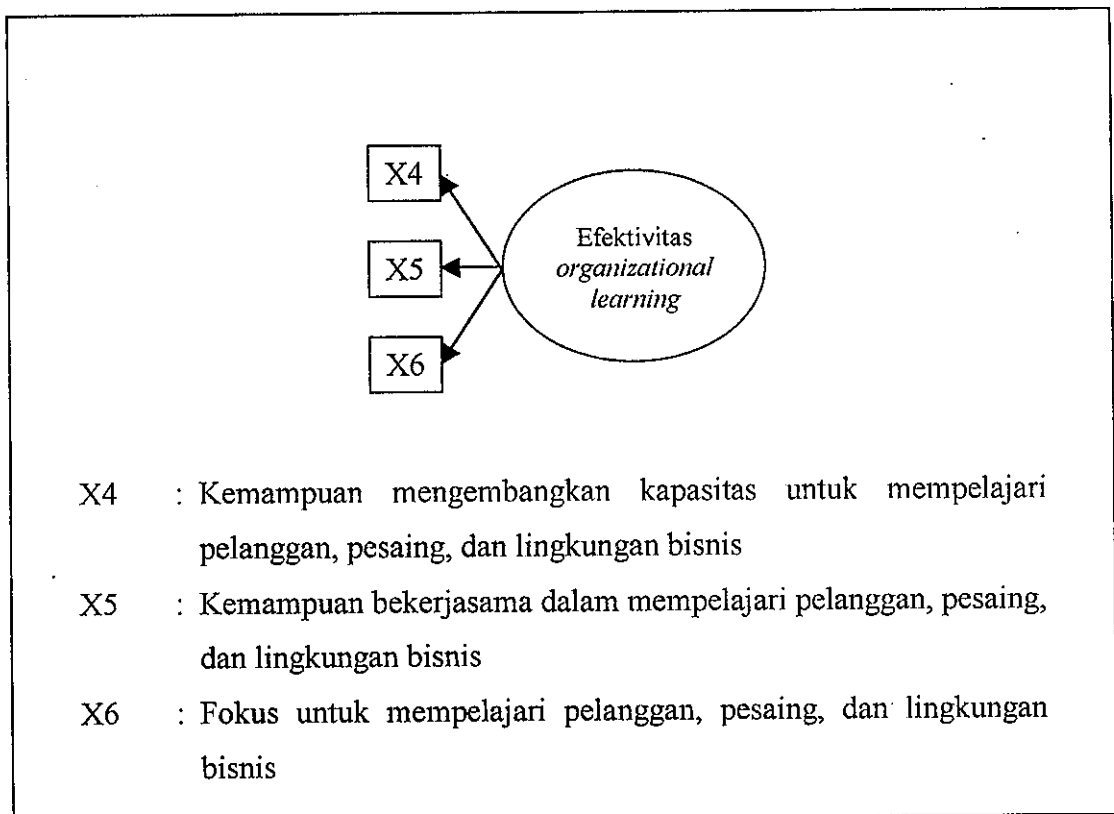 X4
X5
X6
Efektivitas
organizational
learning
X4 : Kemampuan mengembangkan kapasitas untuk mempelajari
pelanggan, pesaing, dan lingkungan bisnis
X5 : Kemampuan bekerjasama dalam mempelajari pelanggan, pesaing,
dan lingkungan bisnis
X6 : Fokus untuk mempelajari pelanggan, pesaing, dan lingkungan
bisnis